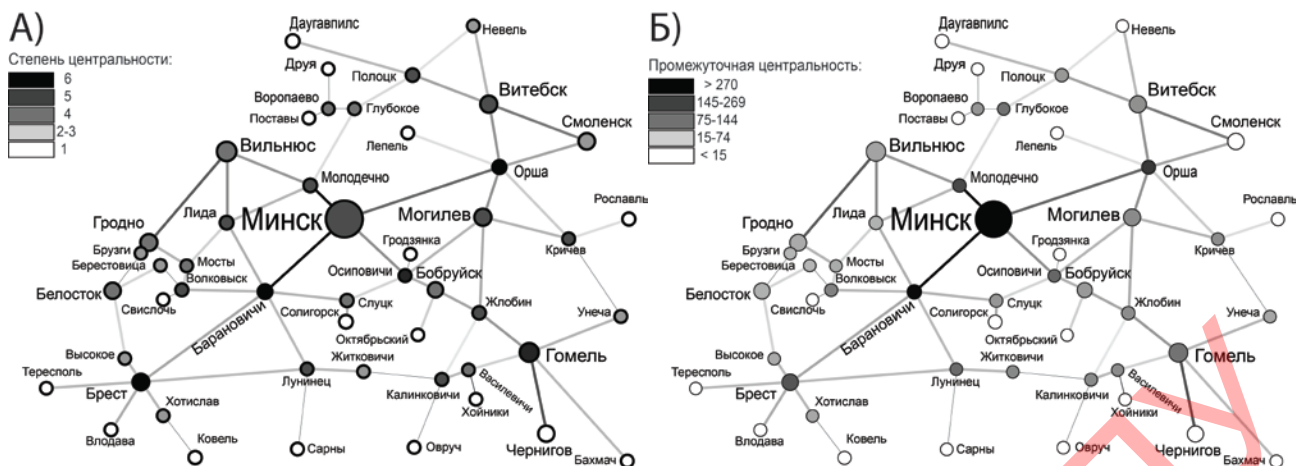 А)
Степень центральности:
6
5
4
2-3
1
Даугавпилс
Невель
Друя
Полоцк
Витебск
Воропаево
Глубокое
Поставы
Смоленск
Лепель
Вильнюс
Молодечно
Орша
Лида
Минск
Могилев
Рославль
Гродно
Гродзянка
Кричев
Брузги
Берестовица
Мосты
Осиповичи
Бобруйск
Волковыск
Белосток
Свислочь
Слуцк
Жлобин
Солигорск
Унеча
Барановичи
Октябрьский
Высокое
Житковичи
Гомель
Тересполь
Брест
Лунинец
Калинковичи
Василевичи
Хотислав
Хойники
Влодава
Ковель
Сарны
Овруч
Чернигов
Бахмач
Б)
Промежуточная центральность:
> 270
145-269
75-144
15-74
< 15
Даугавпилс
Невель
Друя
Полоцк
Витебск
Воропаево
Глубокое
Поставы
Смоленск
Лепель
Вильнюс
Молодечно
Орша
Лида
Минск
Могилев
Рославль
Гродно
Гродзянка
Кричев
Брузги
Берестовица
Мосты
Осиповичи
Бобруйск
Волковыск
Белосток
Свислочь
Слуцк
Жлобин
Солигорск
Унеча
Барановичи
Октябрьский
Высокое
Житковичи
Гомель
Тересполь
Брест
Лунинец
Калинковичи
Василевичи
Хотислав
Хойники
Влодава
Ковель
Сарны
Овруч
Чернигов
Бахмач